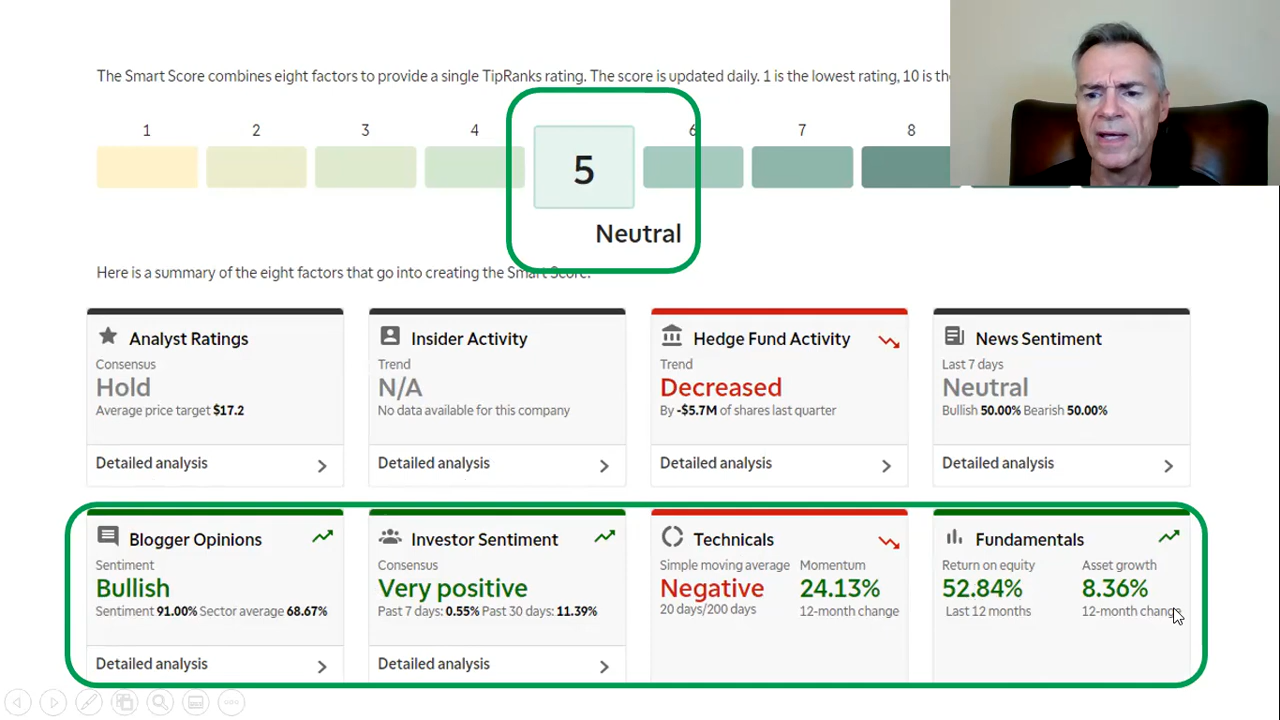 The Smart Score combines eight factors to provide a single TipRanks rating. The score is updated daily. 1 is the lowest rating, 10 is the
1 2 3 4 5 6 7 8
Neutral
Here is a summary of the eight factors that go into creating the Smart Score.
Analyst Ratings
Consensus
Hold
Average price target $17.2
Detailed analysis
Insider Activity
Trend
N/A
No data available for this company
Detailed analysis
Hedge Fund Activity
Trend
Decreased
By -$5.7M of shares last quarter
Detailed analysis
News Sentiment
Last 7 days
Neutral
Bullish 50.00% Bearish 50.00%
Detailed analysis
Blogger Opinions
Sentiment
Bullish
Sentiment 91.00% Sector average 68.67%
Detailed analysis
Investor Sentiment
Consensus
Very positive
Past 7 days: 0.55% Past 30 days: 11.39%
Detailed analysis
Technicals
Simple moving average Momentum
Negative 24.13%
20 days/200 days 12-month change
Fundamentals
Return on equity Asset growth
52.84% 8.36%
Last 12 months 12-month change